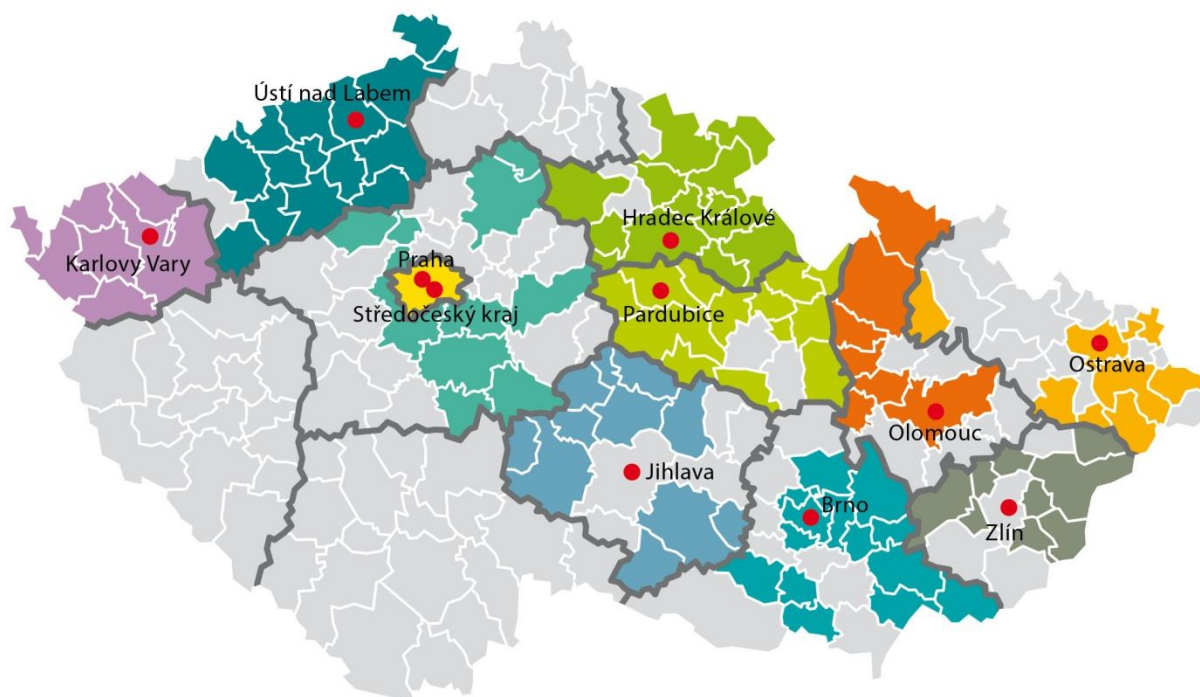 Ústí nad Labem
Hradec Králové
Karlovy Vary
Praha
Středočeský kraj
Pardubice
Ostrava
Olomouc
Jihlava
Brno
Zlín